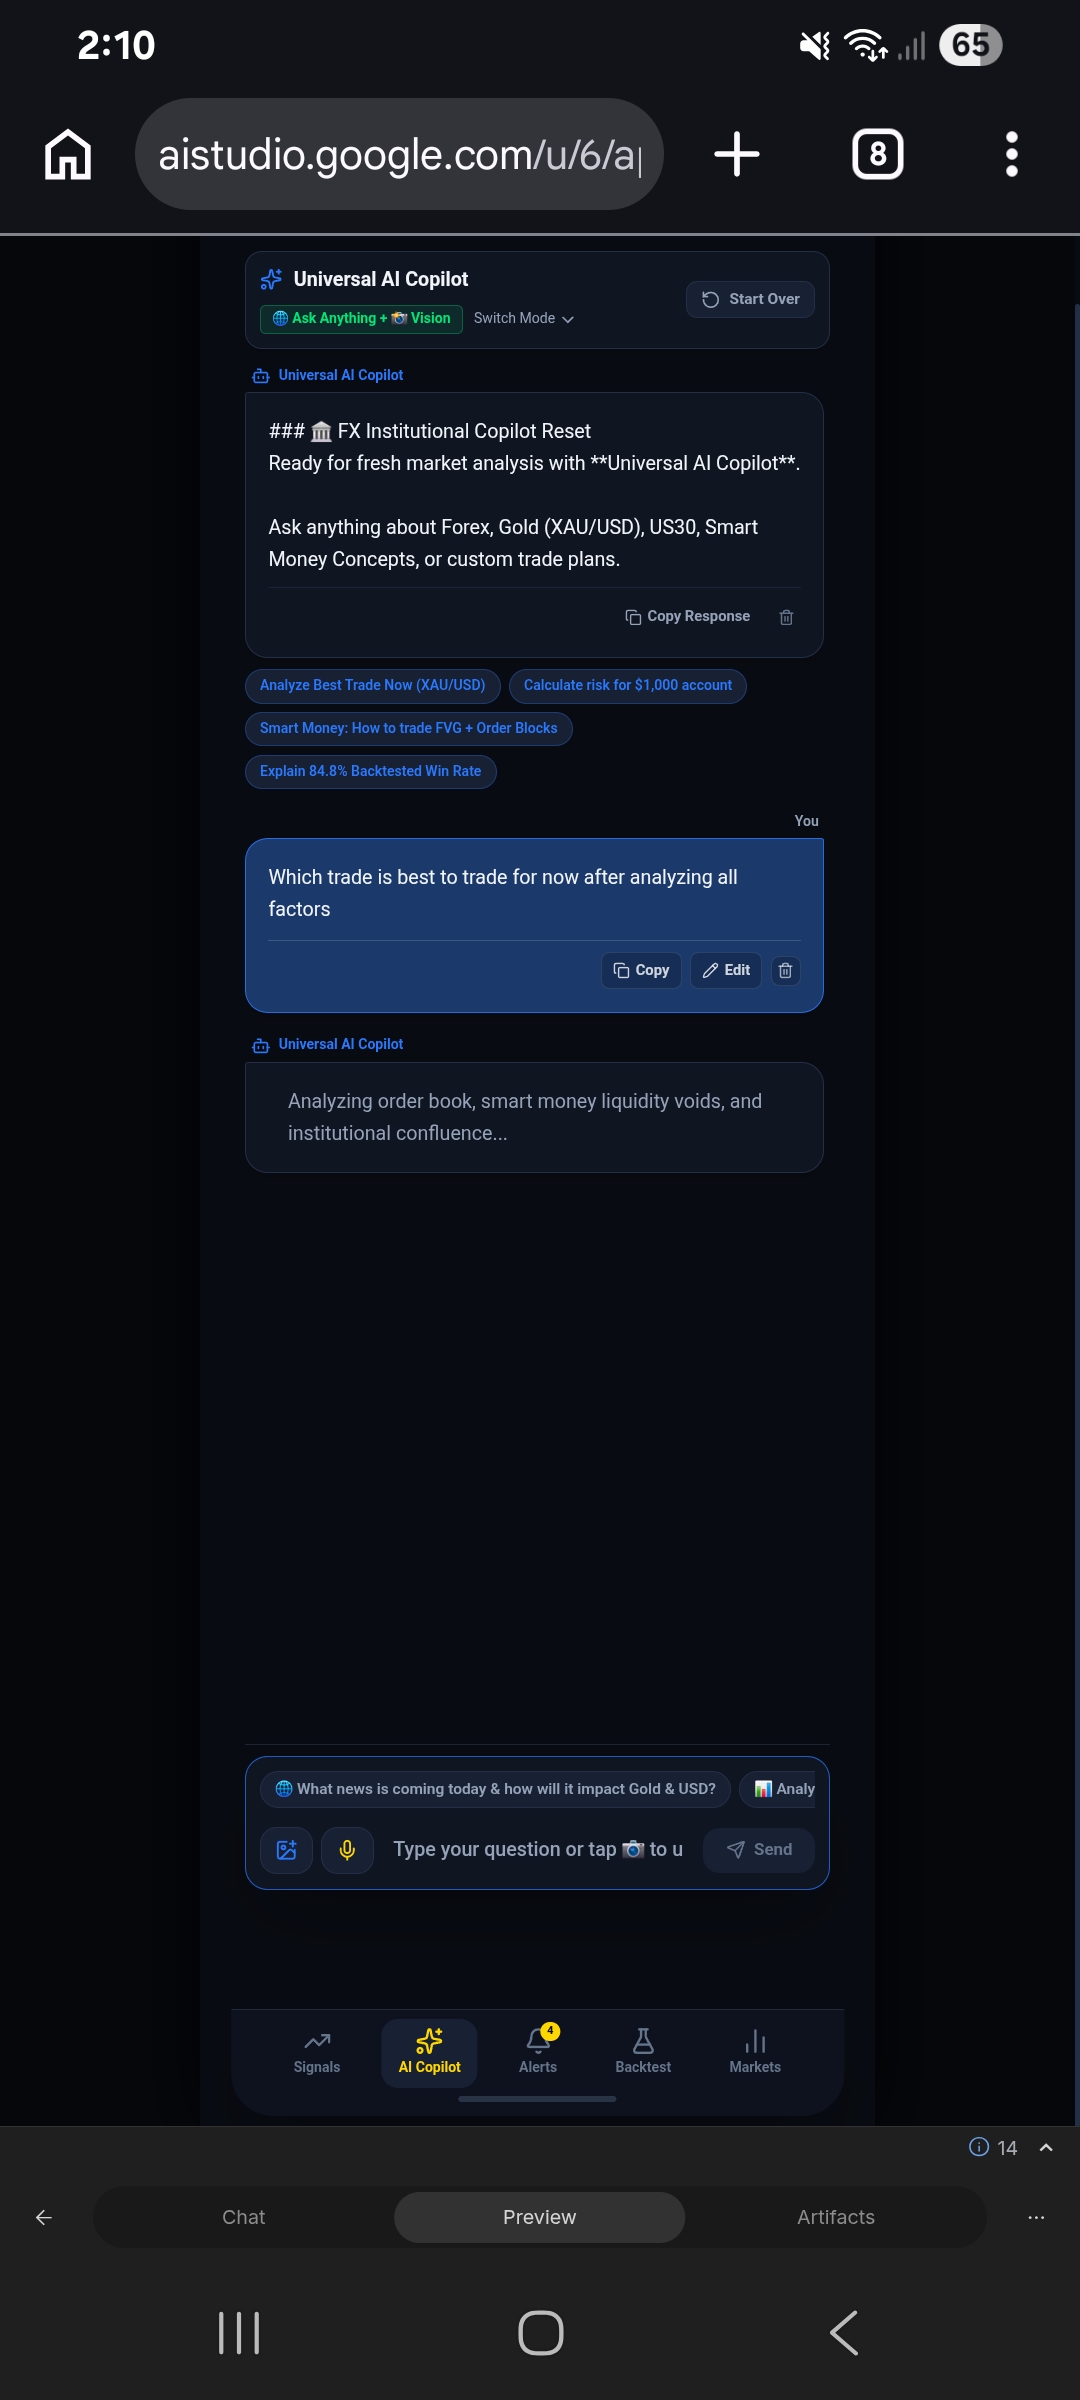 2:10
65
aistudio.google.com/u/6/a
8
Universal AI Copilot
🌐 Ask Anything + 📸 Vision
Switch Mode
Start Over
Universal AI Copilot
### 🏛️ FX Institutional Copilot Reset
Ready for fresh market analysis with **Universal AI Copilot**.
Ask anything about Forex, Gold (XAU/USD), US30, Smart
Money Concepts, or custom trade plans.
Copy Response
Analyze Best Trade Now (XAU/USD)
Calculate risk for $1,000 account
Smart Money: How to trade FVG + Order Blocks
Explain 84.8% Backtested Win Rate
You
Which trade is best to trade for now after analyzing all
factors
Copy
Edit
Universal AI Copilot
Analyzing order book, smart money liquidity voids, and
institutional confluence...
🌐 What news is coming today & how will it impact Gold & USD?
📊 Analy
Type your question or tap 📸 to u
Send
4
Signals
AI Copilot
Alerts
Backtest
Markets
14
Chat
Preview
Artifacts